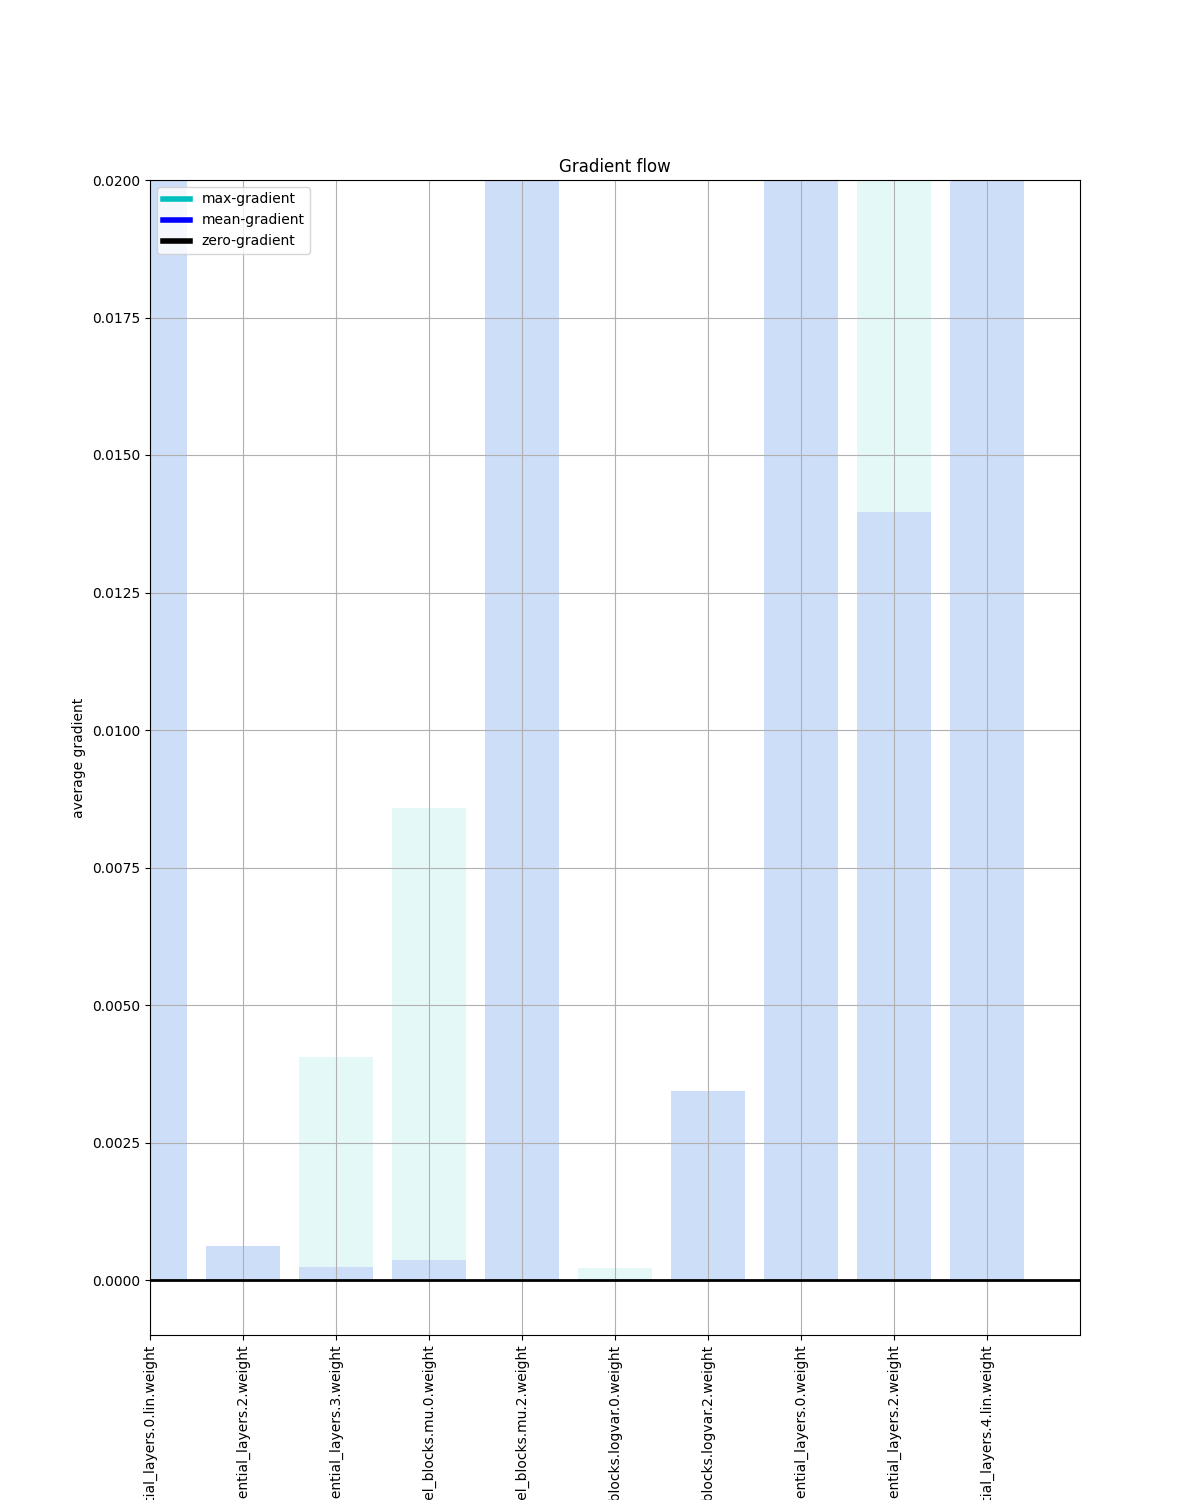 Gradient flow
max-gradient
mean-gradient
zero-gradient
average gradient
0.0200
0.0175
0.0150
0.0125
0.0100
0.0075
0.0050
0.0025
0.0000
tial_layers.0.lin.weight
ential_layers.2.weight
ential_layers.3.weight
el_blocks.mu.0.weight
el_blocks.mu.2.weight
blocks.logvar.0.weight
blocks.logvar.2.weight
ential_layers.0.weight
ential_layers.2.weight
tial_layers.4.lin.weight